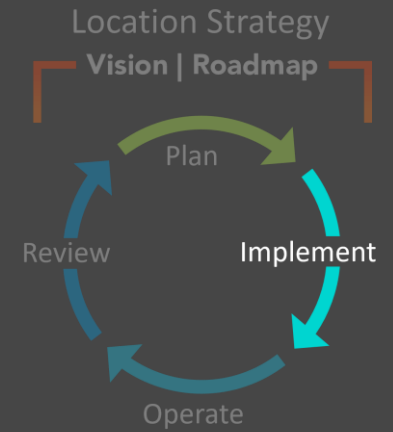 Location Strategy
Vision | Roadmap
Plan
Review
Implement
Operate